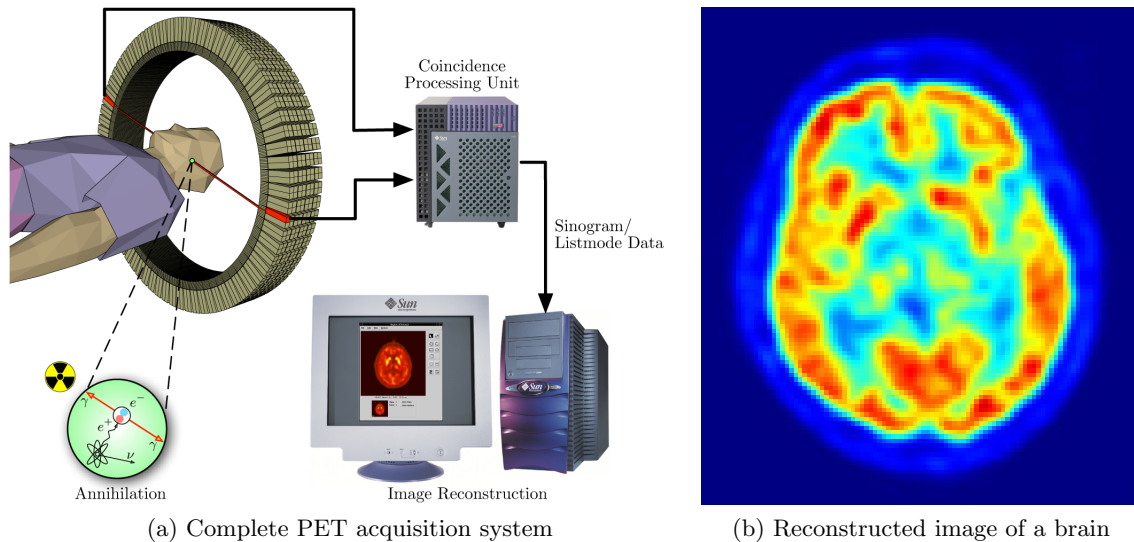 Coincidence
Processing Unit
Sun
Sinogram/
Listmode Data
Sun
Sun
γ
e−
e+
γ
ν
Annihilation
Image Reconstruction
(a) Complete PET acquisition system
(b) Reconstructed image of a brain